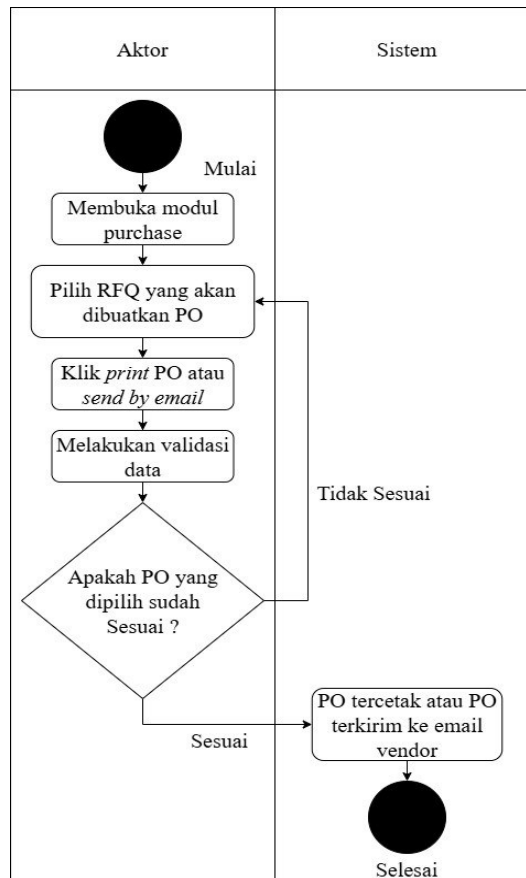 Aktor
Sistem
Mulai
Membuka modul
purchase
Pilih RFQ yang akan
dibuatkan PO
Klik print PO atau
send by email
Melakukan validasi
data
Tidak Sesuai
Apakah PO yang
dipilih sudah
Sesuai ?
Sesuai
PO tercetak atau PO
terkirim ke email
vendor
Selesai